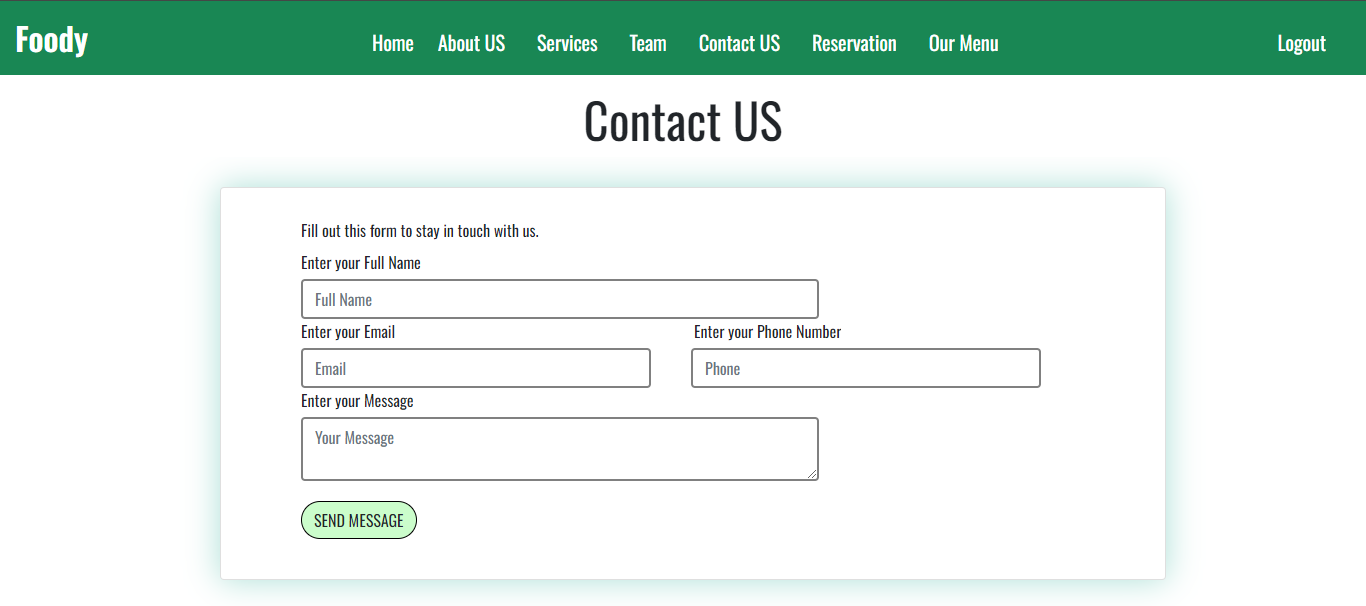 Foody Home About US Services Team Contact US Reservation Our Menu Logout
Contact US
Fill out this form to stay in touch with us.
Enter your Full Name
Full Name
Enter your Email Enter your Phone Number
Email Phone
Enter your Message
Your Message
SEND MESSAGE